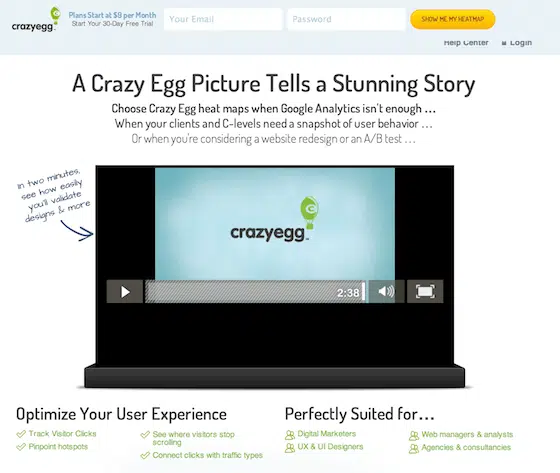 crazyegg™
Plans Start at $9 per Month
Start Your 30-Day Free Trial
Your Email
Password
SHOW ME MY HEATMAP
Help Center
Login
A Crazy Egg Picture Tells a Stunning Story
Choose Crazy Egg heat maps when Google Analytics isn't enough ...
When your clients and C-levels need a snapshot of user behavior ...
Or when you're considering a website redesign or an A/B test ...
in two minutes,
see how easily
you'll validate
designs & more
crazyegg™
2:38
Optimize Your User Experience
Track Visitor Clicks
Pinpoint hotspots
See where visitors stop
scrolling
Connect clicks with traffic types
Perfectly Suited for...
Digital Marketers
UX & UI Designers
Web managers & analysts
Agencies & consultancies